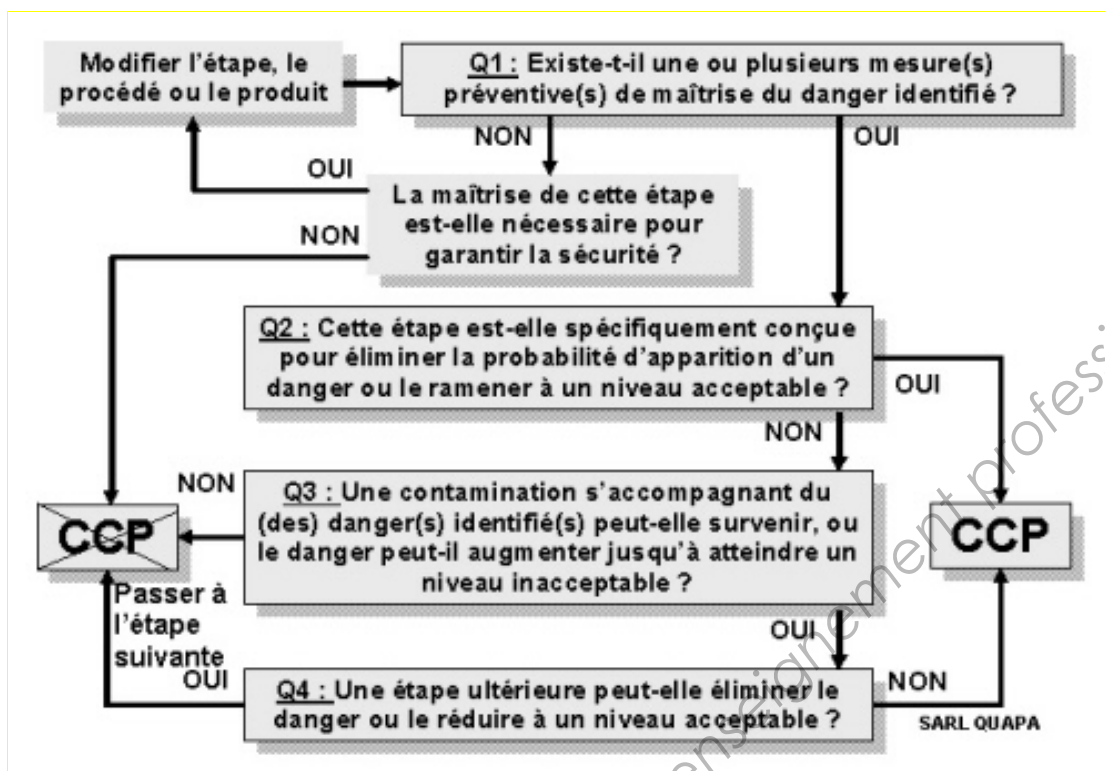 Modifier l'étape, le
procédé ou le produit
Q1 : Existe-t-il une ou plusieurs mesure(s)
préventive(s) de maîtrise du danger identifié ?
NON
OUI
OUI
La maîtrise de cette étape
est-elle nécessaire pour
garantir la sécurité ?
NON
Q2 : Cette étape est-elle spécifiquement conçue
pour éliminer la probabilité d'apparition d'un
danger ou le ramener à un niveau acceptable ?
OUI
NON
NON
Q3 : Une contamination s'accompagnant du
(des) danger(s) identifié(s) peut-elle survenir, ou
le danger peut-il augmenter jusqu'à atteindre un
niveau inacceptable ?
CCP
CCP
Passer à
l'étape
suivante
OUI
OUI
Q4 : Une étape ultérieure peut-elle éliminer le
danger ou le réduire à un niveau acceptable ?
NON
SARL QUAPA
enseignement professi